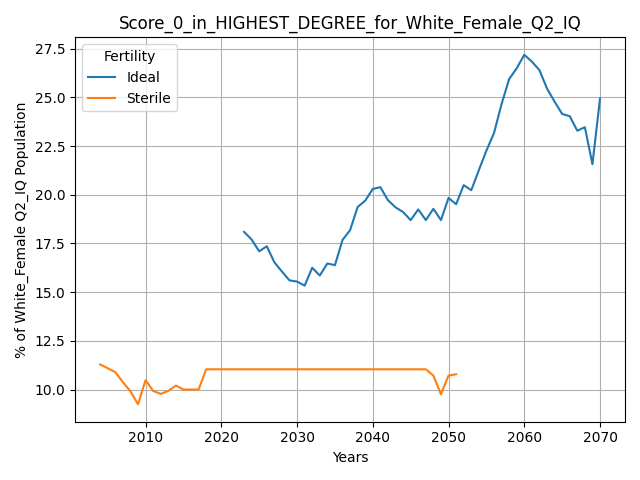 Score_0_in_HIGHEST_DEGREE_for_White_Female_Q2_IQ
Fertility
Ideal
Sterile
% of White_Female Q2_IQ Population
27.5
25.0
22.5
20.0
17.5
15.0
12.5
10.0
2010 2020 2030 2040 2050 2060 2070
Years